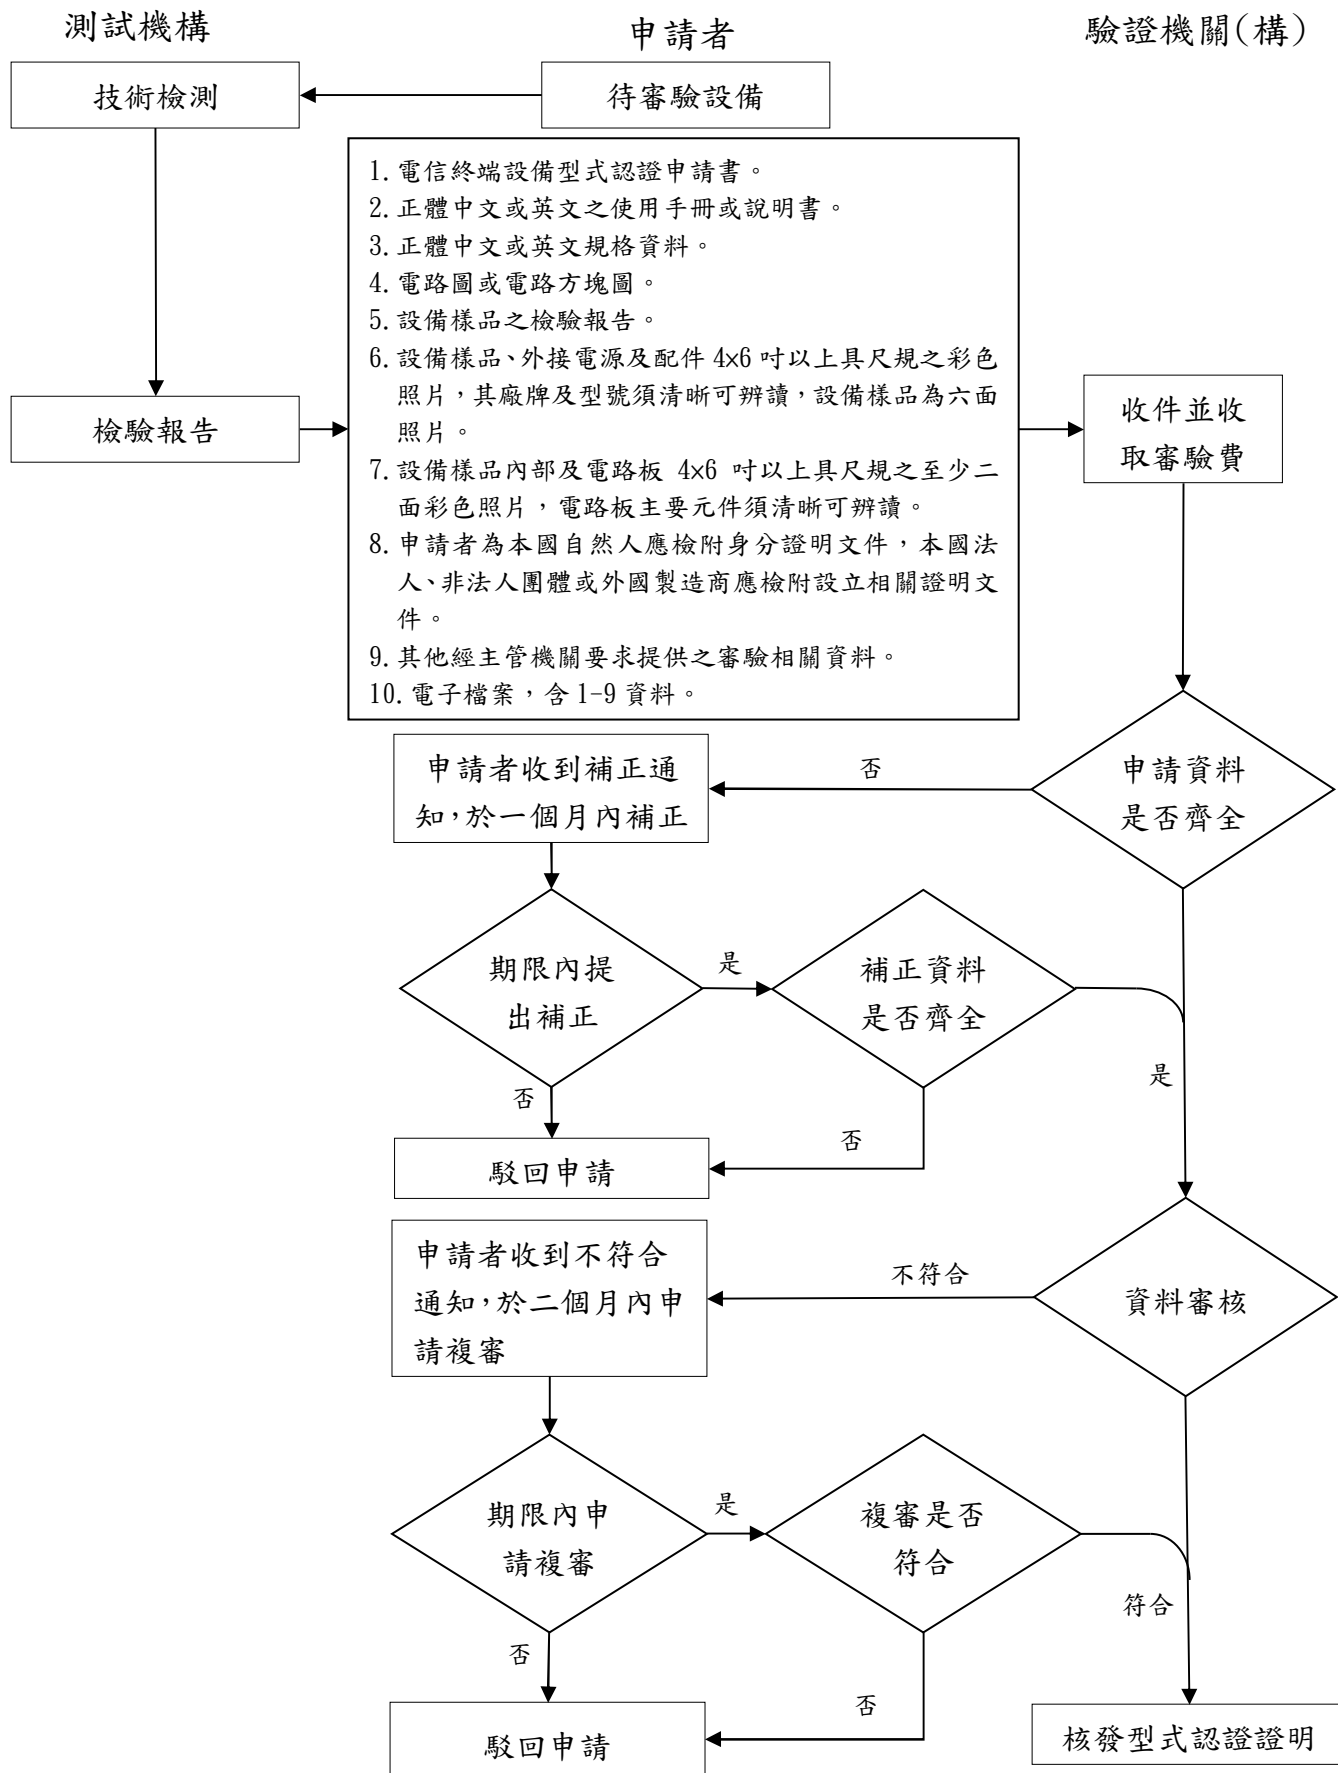 測試機構
申請者
驗證機關(構)
技術檢測
待審驗設備
1.電信終端設備型式認證申請書。
2.正體中文或英文之使用手冊或說明書。
3.正體中文或英文規格資料。
4.電路圖或電路方塊圖。
5.設備樣品之檢驗報告。
6.設備樣品、外接電源及配件 4×6 吋以上具尺規之彩色
照片，其廠牌及型號須清晰可辨讀，設備樣品為六面
照片。
7.設備樣品內部及電路板 4×6 吋以上具尺規之至少二
面彩色照片，電路板主要元件須清晰可辨讀。
8.申請者為本國自然人應檢附身分證明文件，本國法
人、非法人團體或外國製造商應檢附設立相關證明文
件。
9.其他經主管機關要求提供之審驗相關資料。
10.電子檔案，含 1-9 資料。
檢驗報告
收件並收
取審驗費
申請者收到補正通
知，於一個月內補正
否
申請資料
是否齊全
期限內提
出補正
是
補正資料
是否齊全
是
否
否
駁回申請
申請者收到不符合
通知，於二個月內申
請複審
不符合
資料審核
期限內申
請複審
是
複審是否
符合
符合
否
否
駁回申請
核發型式認證證明